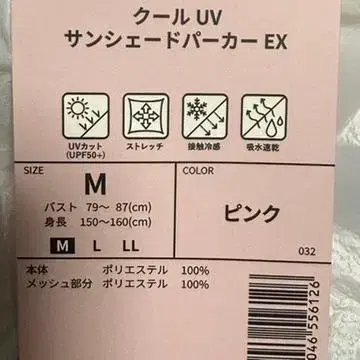 クール UV
サンシェードパーカー EX
UVカット
(UPF50+)
ストレッチ
接触冷感
吸水速乾
SIZE
M
バスト 79〜 87(cm)
身長 150〜160(cm)
M L LL
COLOR
ピンク
032
本体 ポリエステル 100%
メッシュ部分 ポリエステル 100%
046 556126